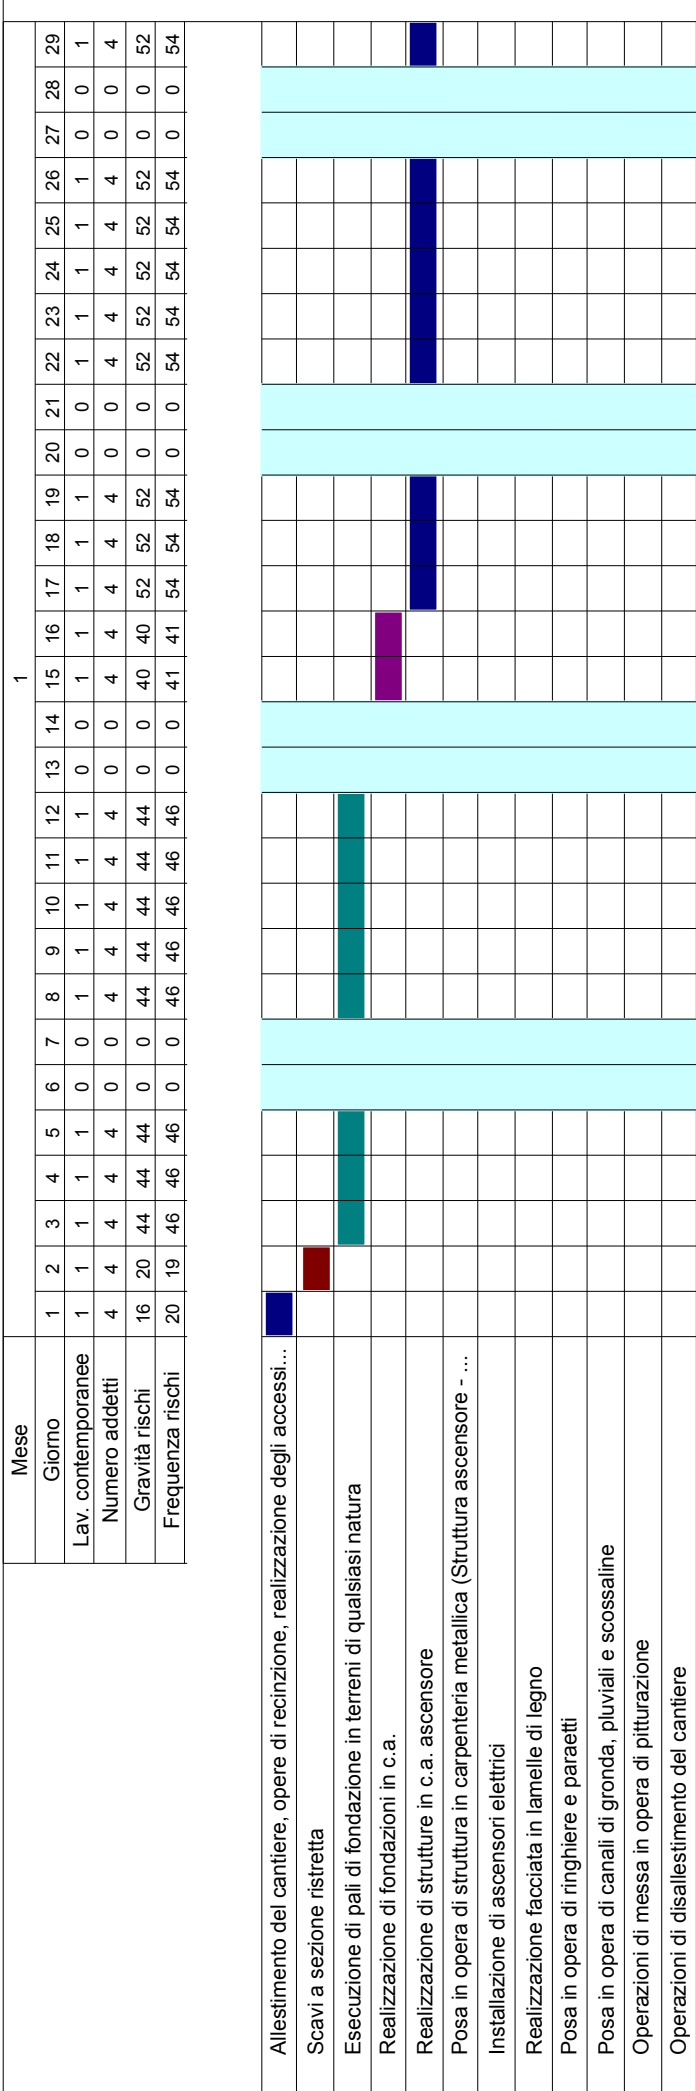 Mese 1
Giorno 1 2 3 4 5 6 7 8 9 10 11 12 13 14 15 16 17 18 19 20 21 22 23 24 25 26 27 28 29
Lav. contemporanee 1 1 1 1 1 0 0 1 1 1 1 1 0 0 1 1 1 1 1 0 0 1 1 1 1 1 0 0 1
Numero addetti 4 4 4 4 4 0 0 4 4 4 4 4 0 0 4 4 4 4 4 0 0 4 4 4 4 4 0 0 4
Gravità rischi 16 20 44 44 44 0 0 44 44 44 44 44 0 0 40 40 52 52 52 0 0 52 52 52 52 52 0 0 52
Frequenza rischi 20 19 46 46 46 0 0 46 46 46 46 46 0 0 41 41 54 54 54 0 0 54 54 54 54 54 0 0 54
Allestimento del cantiere, opere di recinzione, realizzazione degli accessi...
Scavi a sezione ristretta
Esecuzione di pali di fondazione in terreni di qualsiasi natura
Realizzazione di fondazioni in c.a.
Realizzazione di strutture in c.a. ascensore
Posa in opera di struttura in carpenteria metallica (Struttura ascensore - ...
Installazione di ascensori elettrici
Realizzazione facciata in lamelle di legno
Posa in opera di ringhiere e paraetti
Posa in opera di canali di gronda, pluviali e scossaline
Operazioni di messa in opera di pitturazione
Operazioni di disallestimento del cantiere